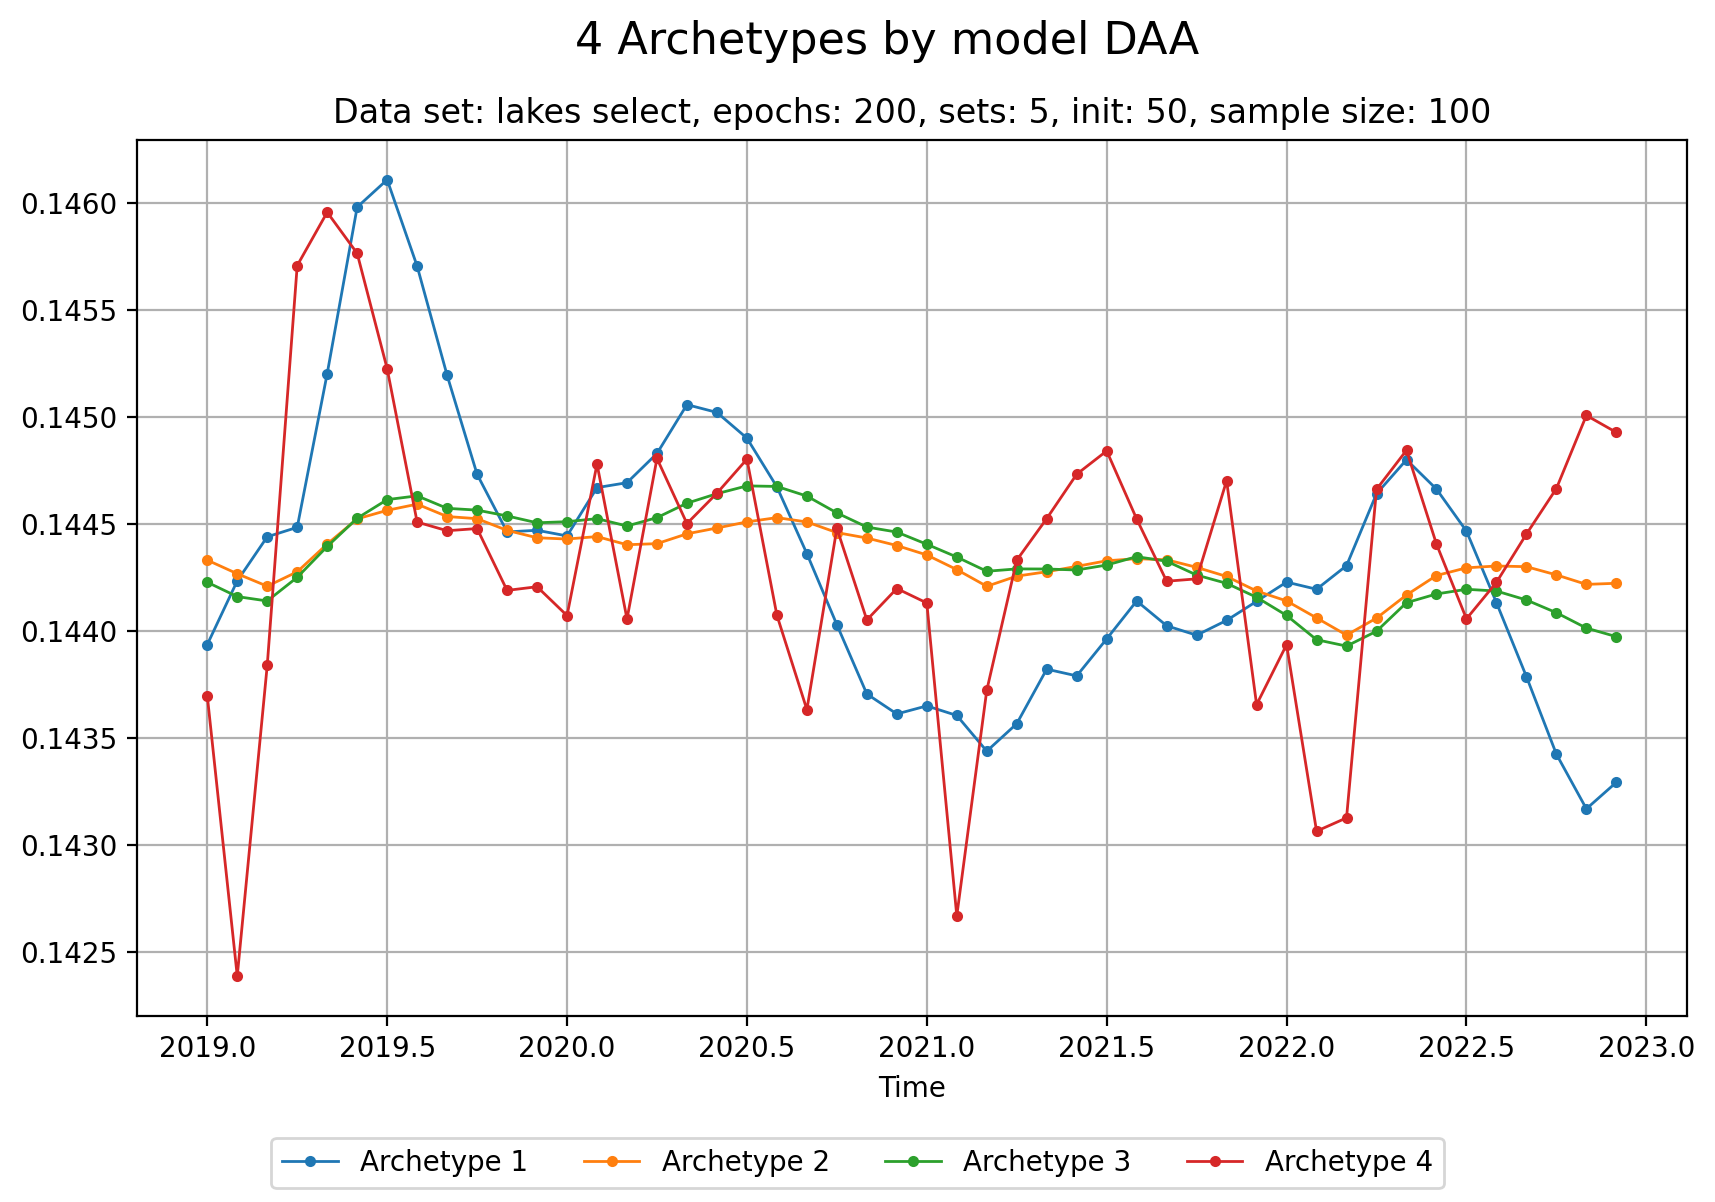 4 Archetypes by model DAA
Data set: lakes select, epochs: 200, sets: 5, init: 50, sample size: 100
0.1460
0.1455
0.1450
0.1445
0.1440
0.1435
0.1430
0.1425
2019.0 2019.5 2020.0 2020.5 2021.0 2021.5 2022.0 2022.5 2023.0
Time
Archetype 1 Archetype 2 Archetype 3 Archetype 4